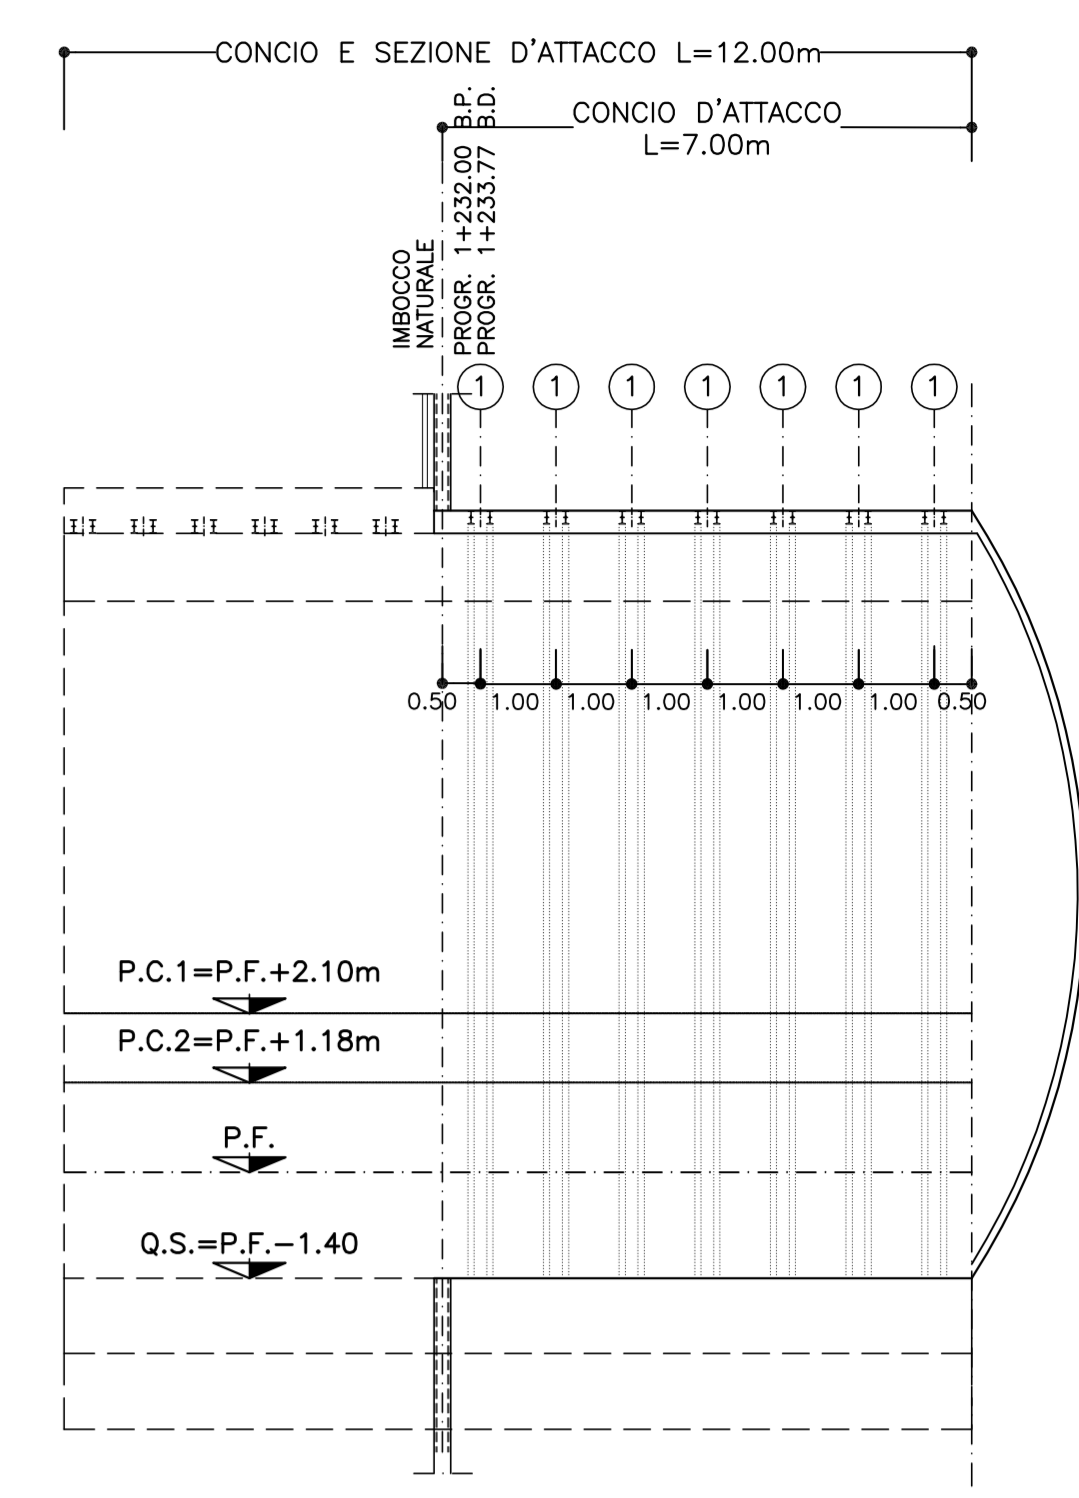 CONCIO E SEZIONE D'ATTACCO L=12.00m
CONCIO D'ATTACCO
L=7.00m
IMBOCCO
NATURALE
PROGR. 1+232.00 B.P.
PROGR. 1+233.77 B.D.
1 1 1 1 1 1 1
0.50 1.00 1.00 1.00 1.00 1.00 1.00 0.50
P.C.1=P.F.+2.10m
P.C.2=P.F.+1.18m
P.F.
Q.S.=P.F.-1.40